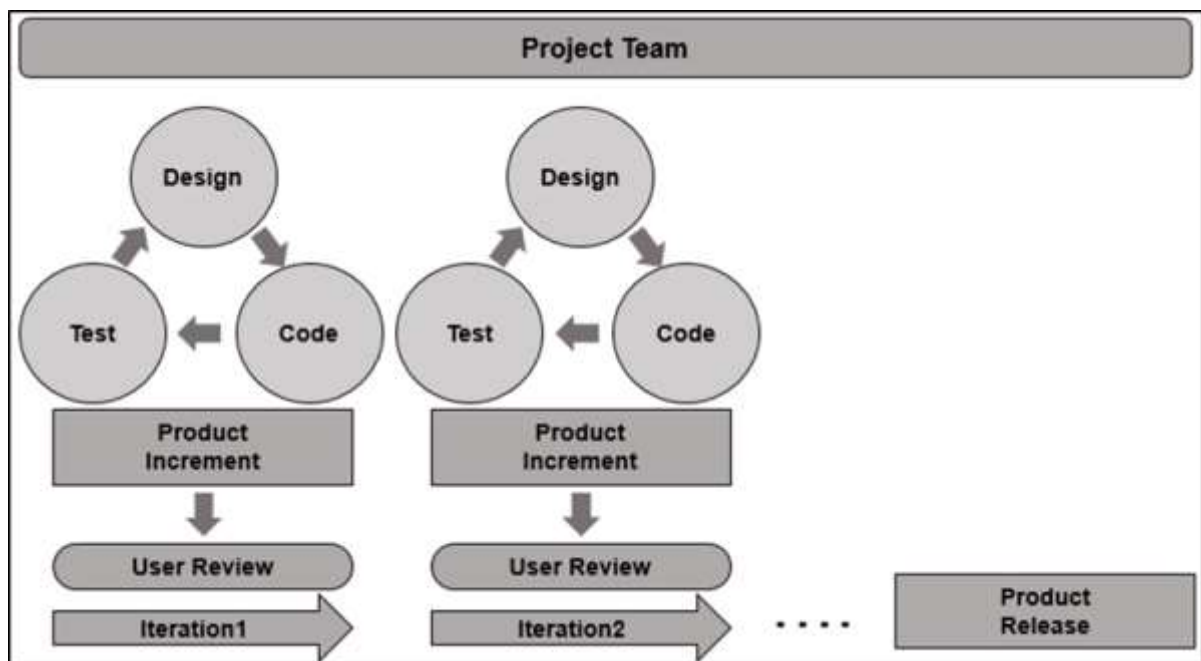 Project Team
Design
Design
Test
Code
Test
Code
Product
Increment
Product
Increment
User Review
User Review
Iteration1
Iteration2
....
Product
Release